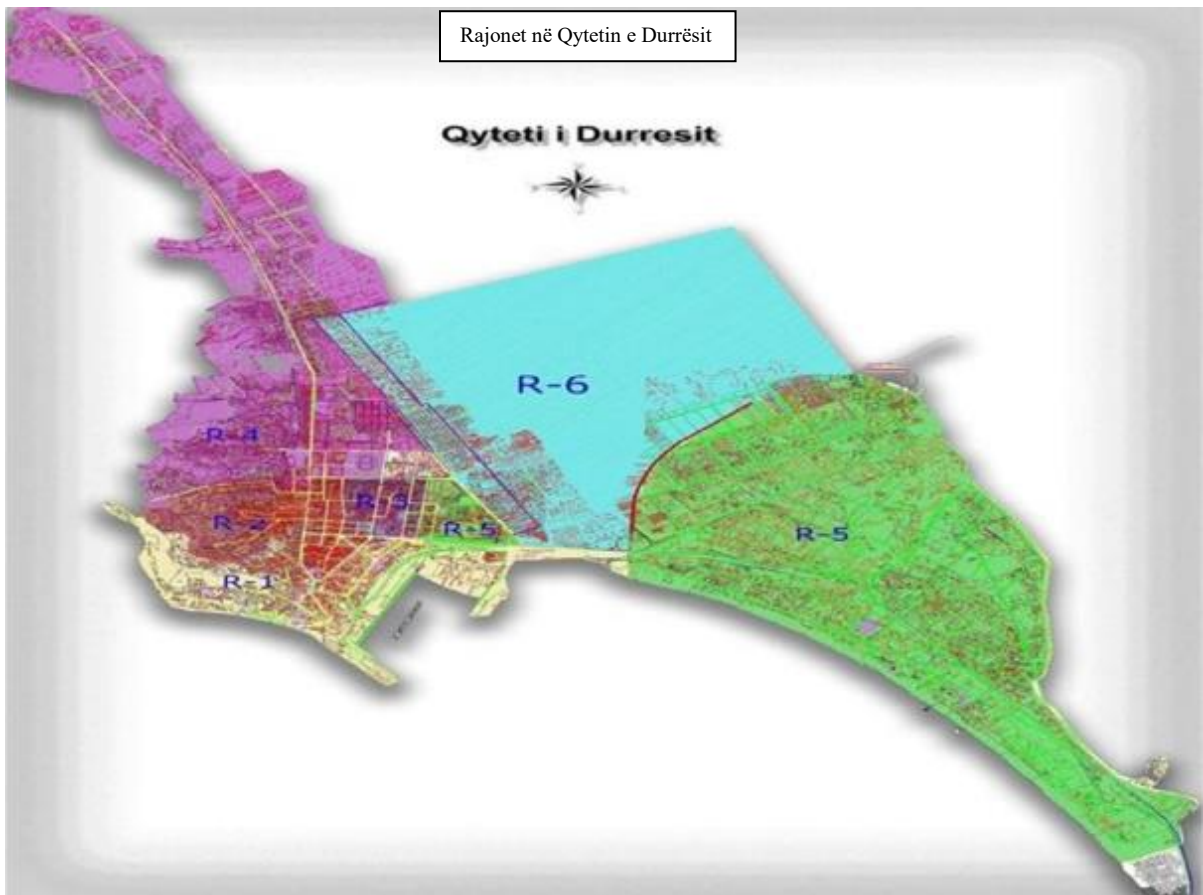 Rajonet në Qytetin e Durrësit
Qyteti i Durresit
R-6
R-4
R-3
R-2
R-5
R-5
R-1